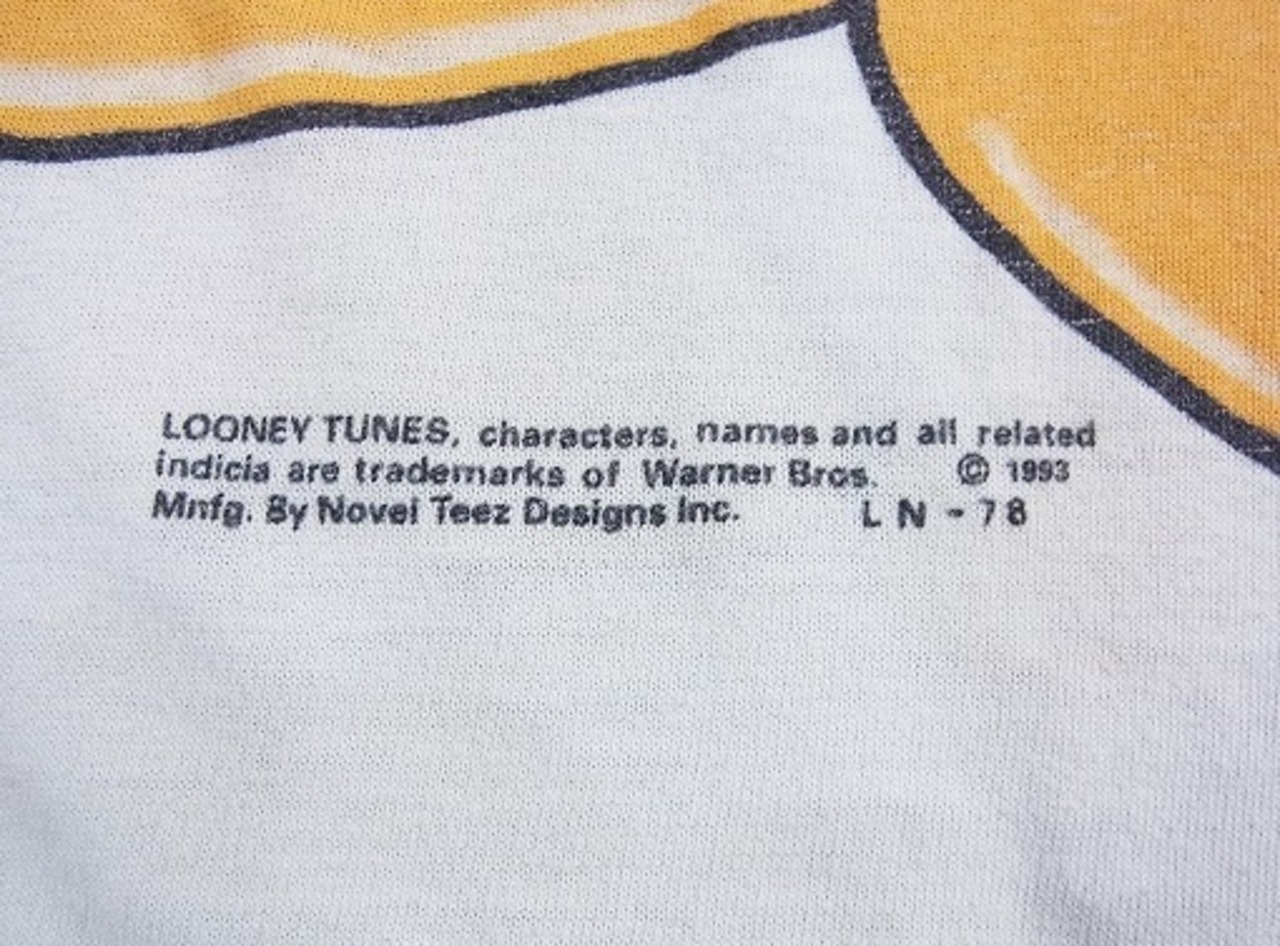 LOONEY TUNES, characters, names and all related
indicia are trademarks of Warner Bros. © 1993
Mnfg. By Novel Teez Designs Inc. L N - 78